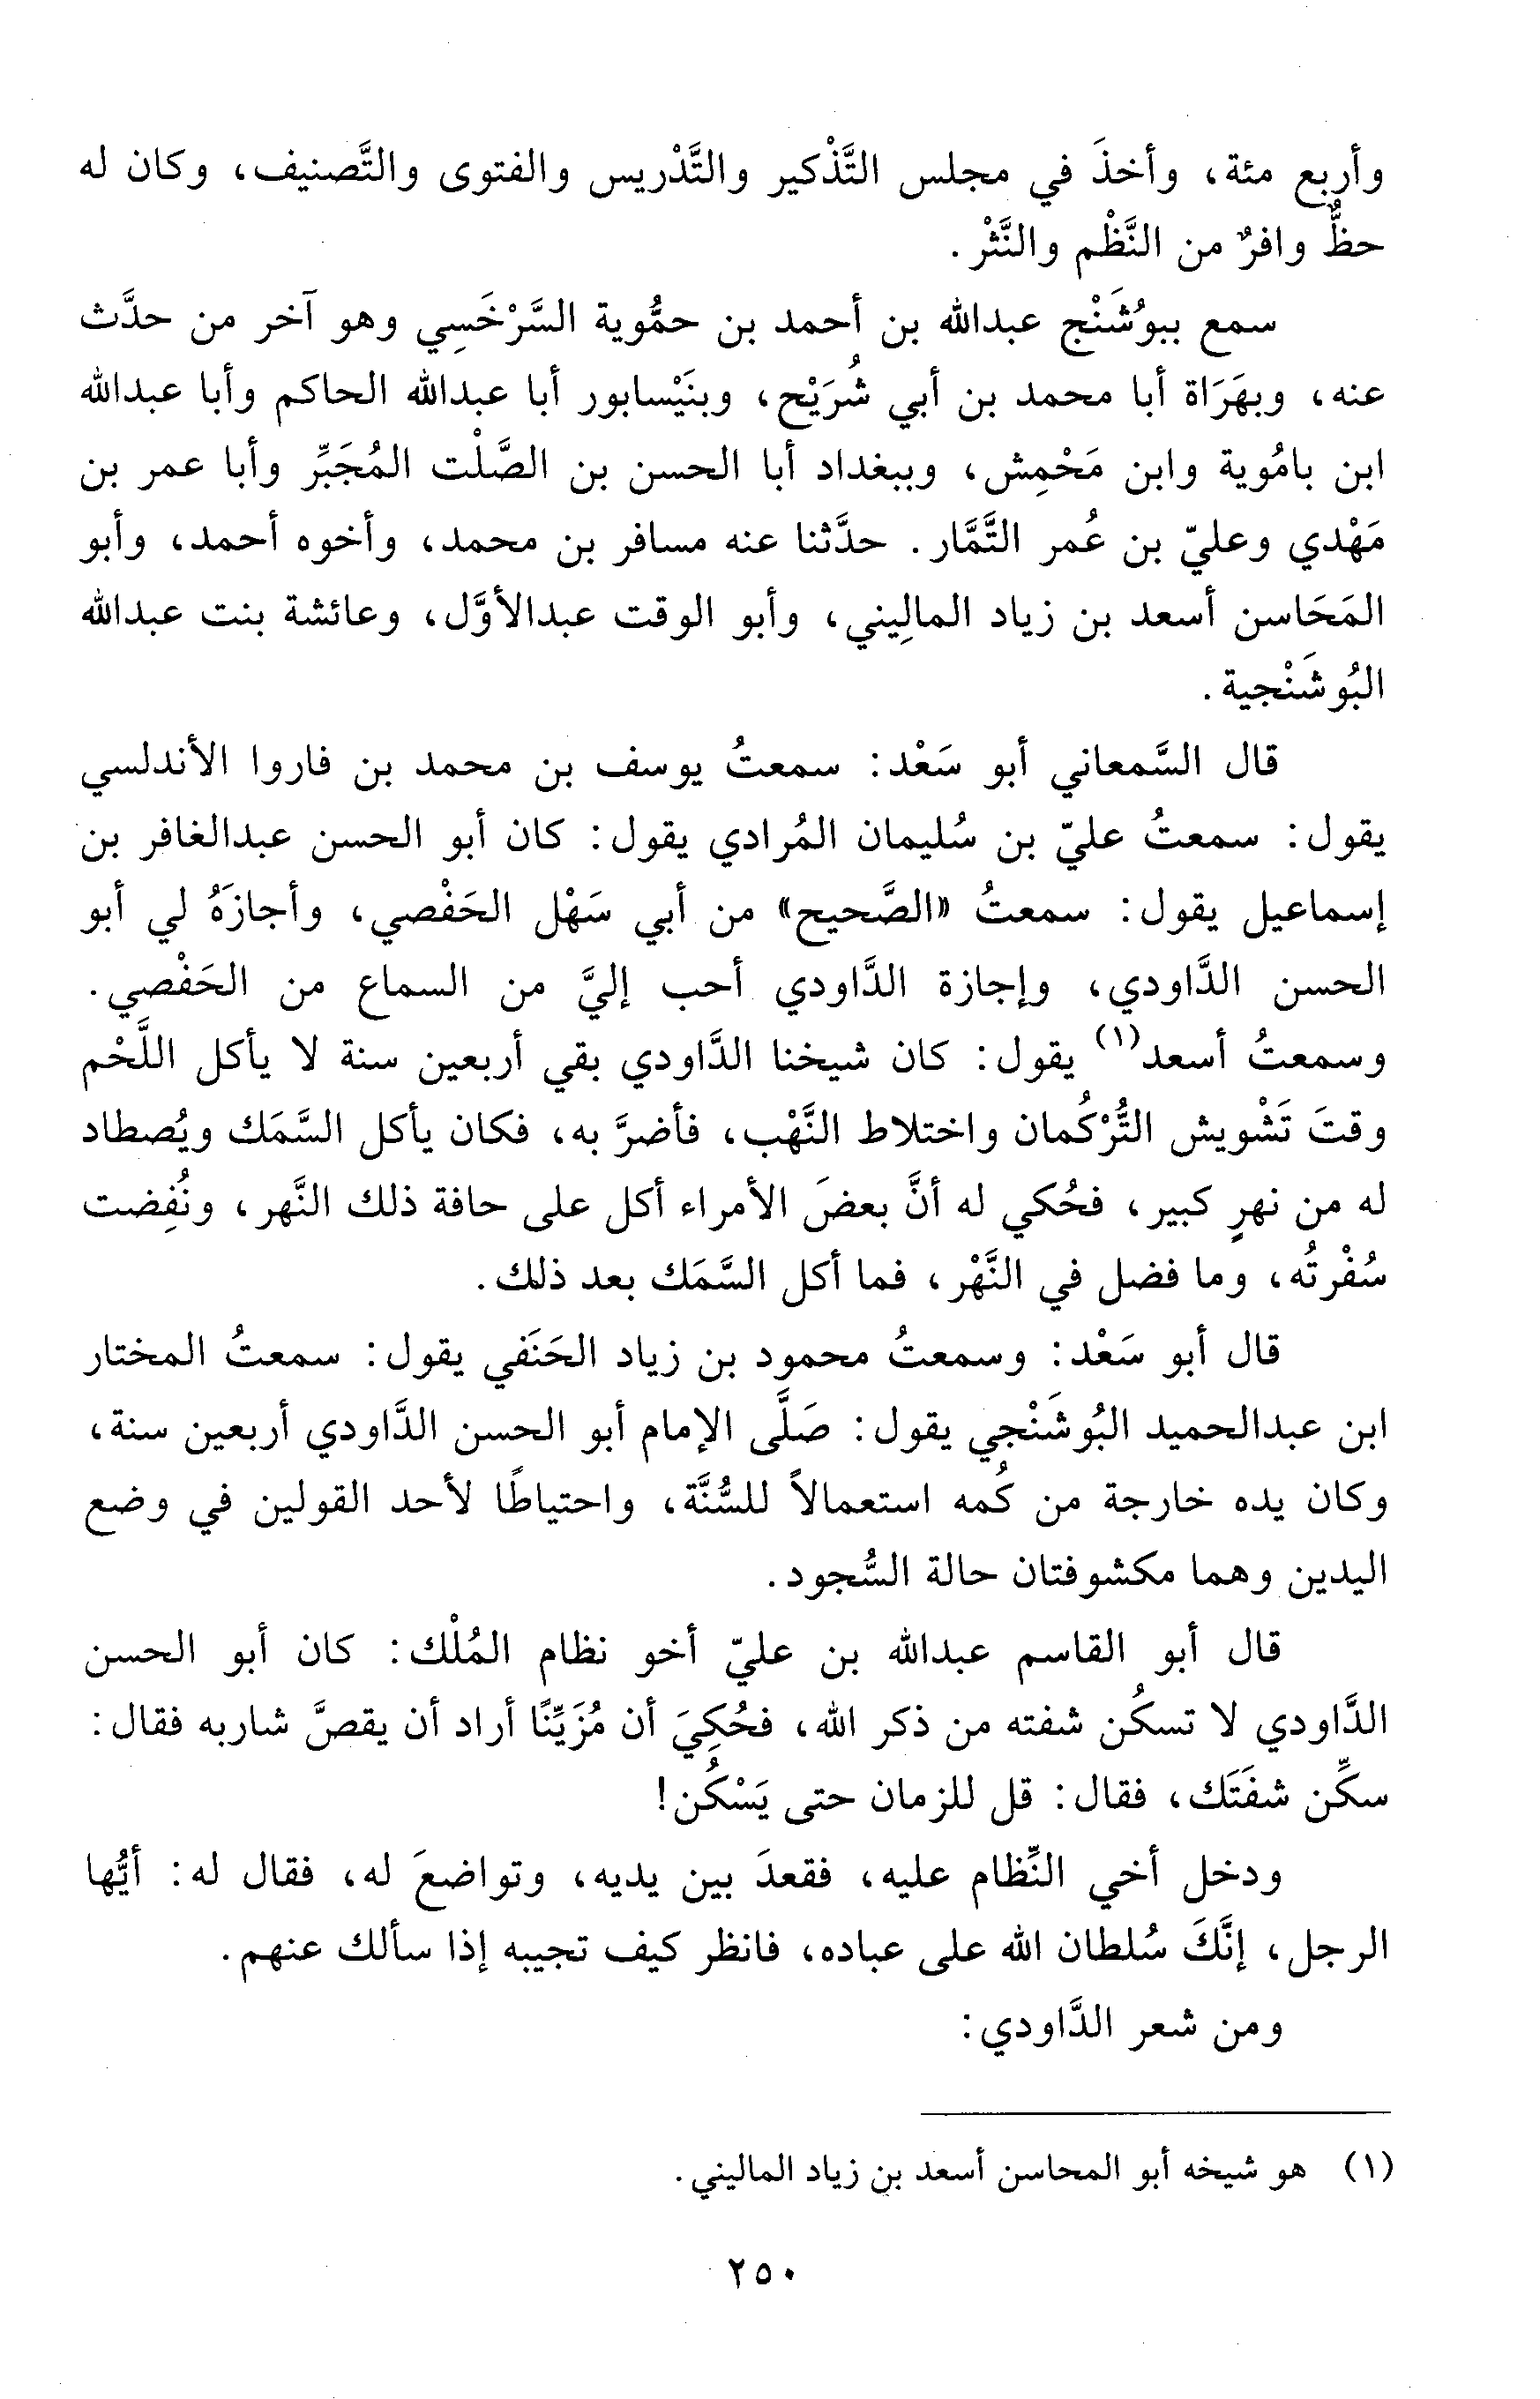 وأربع مئة، وأخذَ في مجلس التَّذْكير والتَّدْريس والفتوى والتَّصنيف، وكان له
حظٌّ وافرٌ من النَّظْم والنَّثْر.
سمع ببوُشَنْج عبدالله بن أحمد بن حمُّوية السَّرْخَسِي وهو آخر من حدَّث
عنه، وبهَرَاة أبا محمد بن أبي شُرَيْح، وبنَيْسابور أبا عبدالله الحاكم وأبا عبدالله
ابن بامُوية وابن مَحْمِش، وببغداد أبا الحسن بن الصَّلْت المُجَبِّر وأبا عمر بن
مَهْدي وعليّ بن عُمر التَّمَّار. حدَّثنا عنه مسافر بن محمد، وأخوه أحمد، وأبو
المَحَاسن أسعد بن زياد المالِيني، وأبو الوقت عبدالأوَّل، وعائشة بنت عبدالله
البُوشَنْجية.
قال السَّمعاني أبو سَعْد: سمعتُ يوسف بن محمد بن فاروا الأندلسي
يقول: سمعتُ عليّ بن سُليمان المُرادي يقول: كان أبو الحسن عبدالغافر بن
إسماعيل يقول: سمعتُ «الصَّحيح» من أبي سَهْل الحَفْصي، وأجازَهُ لي أبو
الحسن الدَّاودي، وإجازة الدَّاودي أحب إليَّ من السماع من الحَفْصي.
وسمعتُ أسعد(١) يقول: كان شيخنا الدَّاودي بقي أربعين سنة لا يأكل اللَّحْم
وقتَ تَشْويش التُّرْكُمان واختلاط النَّهْب، فأضرَّ به، فكان يأكل السَّمَك ويُصطاد
له من نهرٍ كبير، فحُكي له أنَّ بعضَ الأمراء أكل على حافة ذلك النَّهر، ونُفِضت
سُفْرتُه، وما فضل في النَّهْر، فما أكل السَّمَك بعد ذلك.
قال أبو سَعْد: وسمعتُ محمود بن زياد الحَنَفي يقول: سمعتُ المختار
ابن عبدالحميد البُوشَنْجي يقول: صَلَّى الإمام أبو الحسن الدَّاودي أربعين سنة،
وكان يده خارجة من كُمه استعمالاً للسُّنَّة، واحتياطًا لأحد القولين في وضع
اليدين وهما مكشوفتان حالة السُّجود.
قال أبو القاسم عبدالله بن عليّ أخو نظام المُلْك: كان أبو الحسن
الدَّاودي لا تسكُن شفته من ذكر الله، فحُكِيَ أن مُزَيِّنًا أراد أن يقصَّ شاربه فقال:
سكِّن شفَتَك، فقال: قل للزمان حتى يَسْكُن!
ودخل أخي النِّظام عليه، فقعدَ بين يديه، وتواضعَ له، فقال له: أيُّها
الرجل، إنَّكَ سُلطان الله على عباده، فانظر كيف تجيبه إذا سألك عنهم.
ومن شعر الدَّاودي:
(١) هو شيخه أبو المحاسن أسعد بن زياد الماليني.
٢٥٠